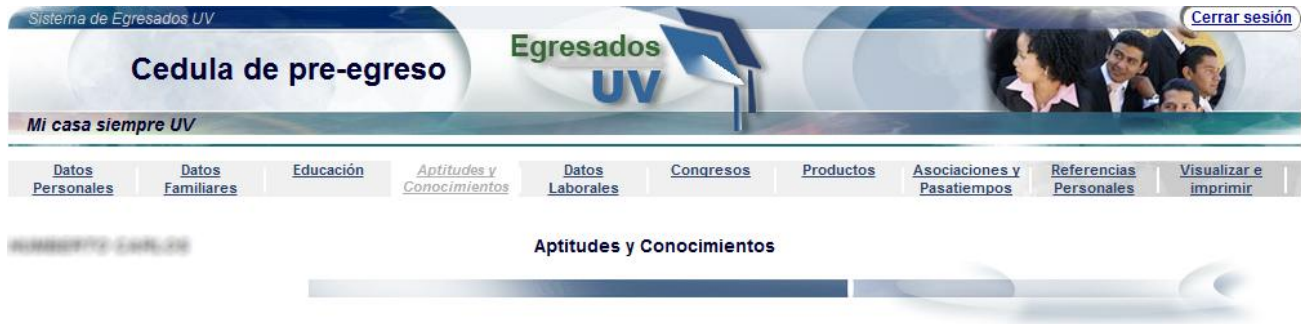 Sistema de Egresados UV
Cerrar sesión
Cedula de pre-egreso
Egresados
UV
Mi casa siempre UV
Datos
Personales
Datos
Familiares
Educación
Aptitudes y
Conocimientos
Datos
Laborales
Congresos
Productos
Asociaciones y
Pasatiempos
Referencias
Personales
Visualizar e
imprimir
Aptitudes y Conocimientos